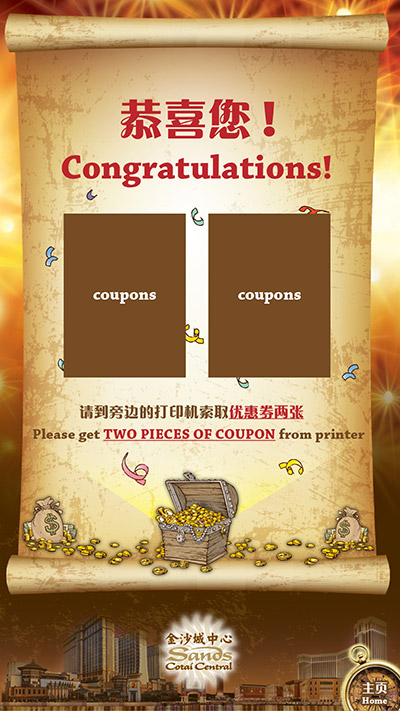 恭喜您！
Congratulations!
coupons
coupons
请到旁边的打印机索取优惠券两张
Please get TWO PIECES OF COUPON from printer
$
$
金沙城中心
Sands
Cotai Central
主页
Home